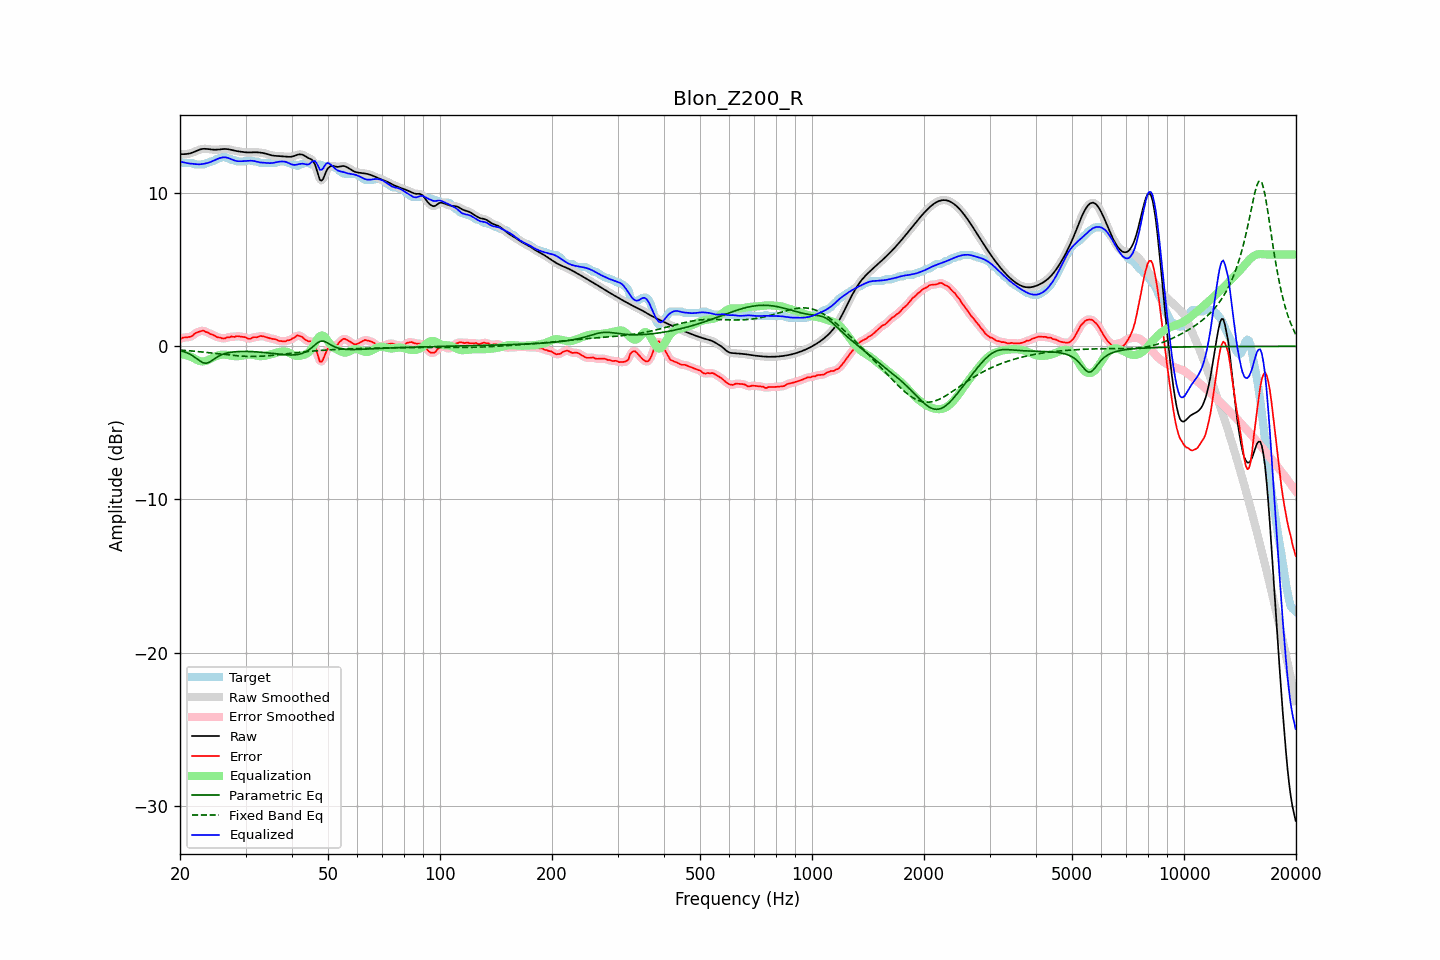 Blon_Z200_R
Amplitude (dBr)
10
0
−10
−20
−30
Target
Raw Smoothed
Error Smoothed
Raw
Error
Equalization
Parametric Eq
Fixed Band Eq
Equalized
20 50 100 200 500 1000 2000 5000 10000 20000
Frequency (Hz)